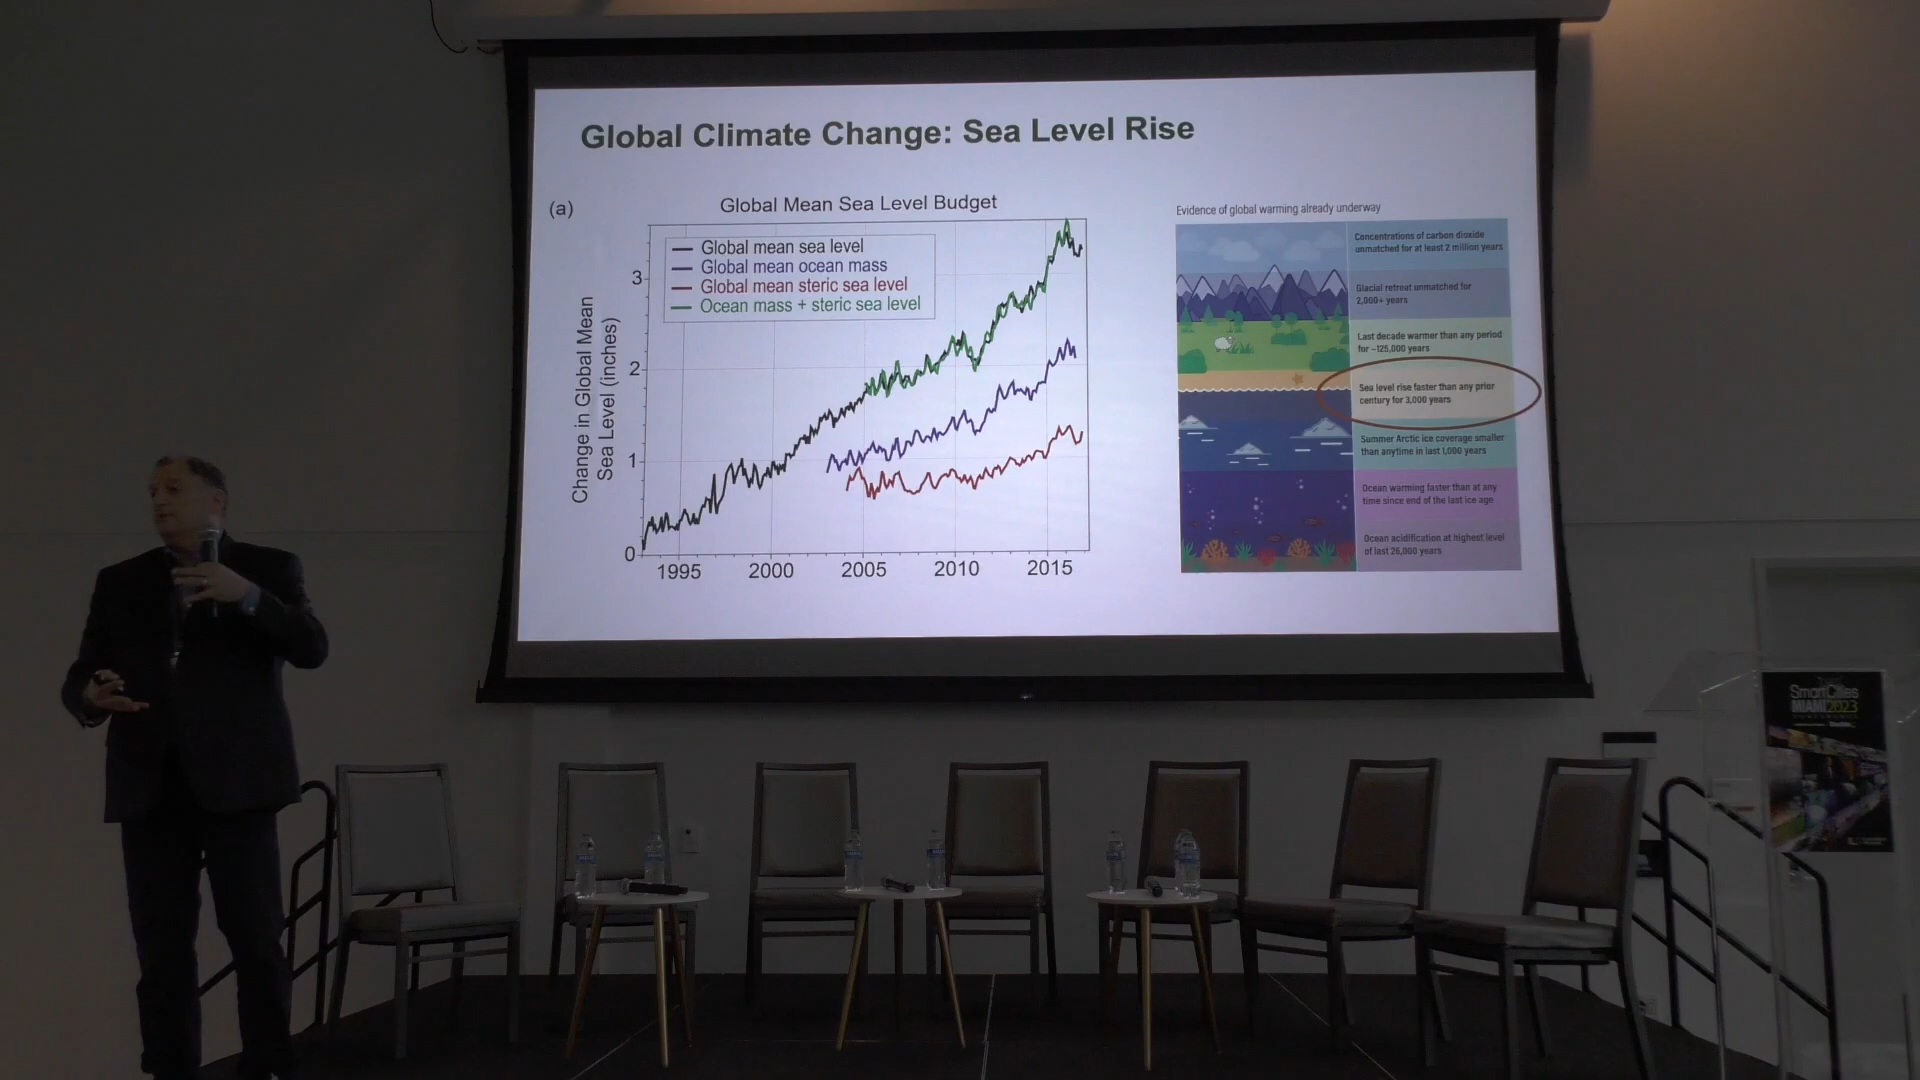 Global Climate Change: Sea Level Rise
(a)
Global Mean Sea Level Budget
Global mean sea level
Global mean ocean mass
Global mean steric sea level
Ocean mass + steric sea level
Change in Global Mean
Sea Level (inches)
3
2
1
0
1995 2000 2005 2010 2015
Evidence of global warming already underway
Concentrations of carbon dioxide
unmatched for at least 2 million years
Glacial retreat unmatched for
2,000+ years
Last decade warmer than any period
for ~125,000 years
Sea level rise faster than any prior
century for 3,000 years
Summer Arctic ice coverage smaller
than anytime in last 1,000 years
Ocean warming faster than at any
time since end of the last ice age
Ocean acidification at highest level
of last 26,000 years
SmartCities
MIAMI2023
CONFERENCE